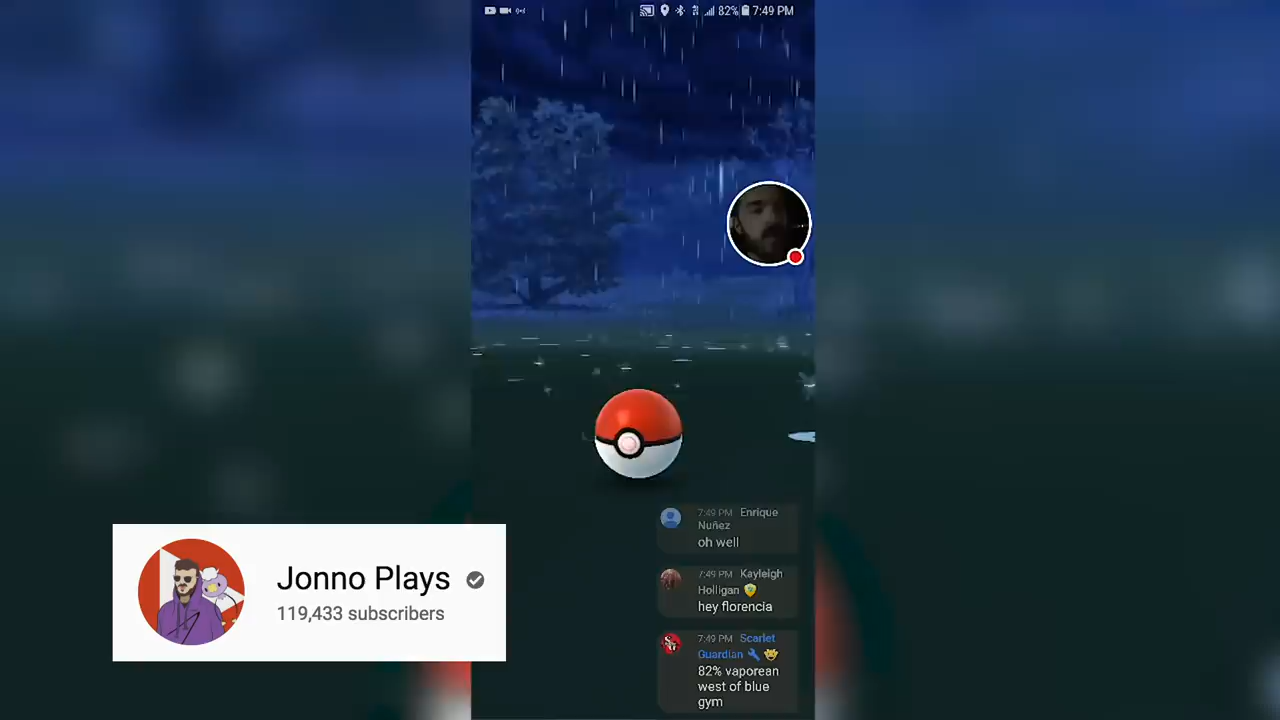 82% 7:49 PM
7:49 PM Enrique
Nuñez
oh well
7:49 PM Kayleigh
Holligan
hey florencia
7:49 PM Scarlet
Guardian
82% vaporean
west of blue
gym
Jonno Plays
119,433 subscribers